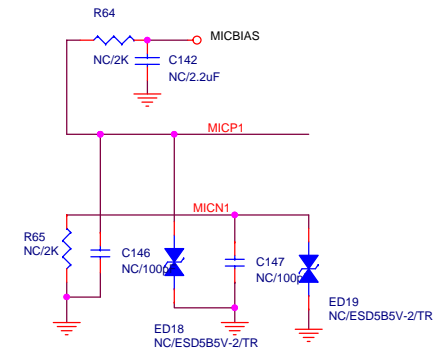 R64
MICBIAS
NC/2K
C142
NC/2.2uF
MICP1
MICN1
R65
NC/2K
C146
NC/100p
C147
NC/100p
ED18
NC/ESD5B5V-2/TR
ED19
NC/ESD5B5V-2/TR